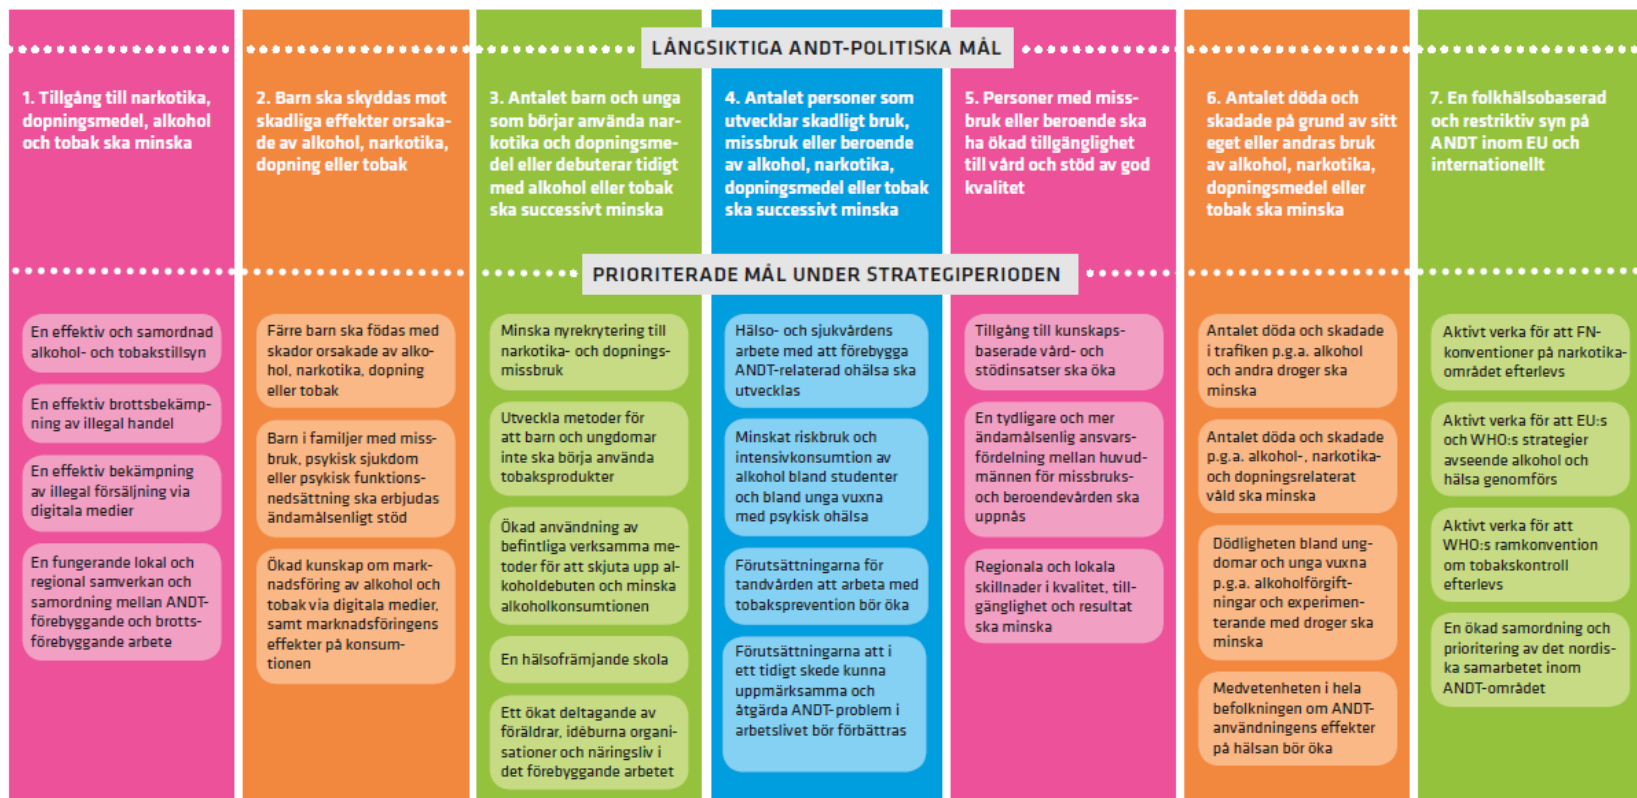 LÅNGSIKTIGA ANDT-POLITISKA MÅL
1. Tillgång till narkotika,
dopningsmedel, alkohol
och tobak ska minska
2. Barn ska skyddas mot
skadliga effekter orsaka-
de av alkohol, narkotika,
dopning eller tobak
3. Antalet barn och unga
som börjar använda nar-
kotika och dopningsme-
del eller debuterar tidigt
med alkohol eller tobak
ska successivt minska
4. Antalet personer som
utvecklar skadligt bruk,
missbruk eller beroende
av alkohol, narkotika,
dopningsmedel eller tobak
ska successivt minska
5. Personer med miss-
bruk eller beroende ska
ha ökad tillgänglighet
till vård och stöd av god
kvalitet
6. Antalet döda och
skadade på grund av sitt
eget eller andras bruk
av alkohol, narkotika,
dopningsmedel eller
tobak ska minska
7. En folkhälsobaserad
och restriktiv syn på
ANDT inom EU och
internationellt
PRIORITERADE MÅL UNDER STRATEGIPERIODEN
En effektiv och samordnad
alkohol- och tobakstillsyn
En effektiv brottsbekämp-
ning av illegal handel
En effektiv bekämpning
av illegal försäljning via
digitala medier
En fungerande lokal och
regional samverkan och
samordning mellan ANDT-
förebyggande och brotts-
förebyggande arbete
Färre barn ska födas med
skador orsakade av alko-
hol, narkotika, dopning
eller tobak
Barn i familjer med miss-
bruk, psykisk sjukdom
eller psykisk funktions-
nedsättning ska erbjudas
ändamålsenligt stöd
Ökad kunskap om mark-
nadsföring av alkohol och
tobak via digitala medier,
samt marknadsföringens
effekter på konsum-
tionen
Minska nyrekrytering till
narkotika- och dopnings-
missbruk
Utveckla metoder för
att barn och ungdomar
inte ska börja använda
tobaksprodukter
Ökad användning av
befintliga verksamma me-
toder för att skjuta upp al-
koholdebuten och minska
alkoholkonsumtionen
En hälsofrämjande skola
Ett ökat deltagande av
föräldrar, idéburna organi-
sationer och näringsliv i
det förebyggande arbetet
Hälso- och sjukvårdens
arbete med att förebygga
ANDT-relaterad ohälsa ska
utvecklas
Minskat riskbruk och
intensivkonsumtion av
alkohol bland studenter
och bland unga vuxna
med psykisk ohälsa
Förutsättningarna för
tandvården att arbeta med
tobaksprevention bör öka
Förutsättningarna att i
ett tidigt skede kunna
uppmärksamma och
åtgärda ANDT-problem i
arbetslivet bör förbättras
Tillgång till kunskaps-
baserade vård- och
stödinsatser ska öka
En tydligare och mer
ändamålsenlig ansvars-
fördelning mellan huvud-
männen för missbruks-
och beroendevården ska
uppnås
Regionala och lokala
skillnader i kvalitet, till-
gänglighet och resultat
ska minska
Antalet döda och skadade
i trafiken p.g.a. alkohol
och andra droger ska
minska
Antalet döda och skadade
p.g.a. alkohol-, narkotika-
och dopningsrelaterat
våld ska minska
Dödligheten bland ung-
domar och unga vuxna
p.g.a. alkoholförgift-
ningar och experimen-
terande med droger ska
minska
Medvetenheten i hela
befolkningen om ANDT-
användningens effekter
på hälsan bör öka
Aktivt verka för att FN-
konventioner på narkotika-
området efterlevs
Aktivt verka för att EU:s
och WHO:s strategier
avseende alkohol och
hälsa genomförs
Aktivt verka för att
WHO:s ramkonvention
om tobakskontroll
efterlevs
En ökad samordning och
prioritering av det nordis-
ka samarbetet inom
ANDT-området